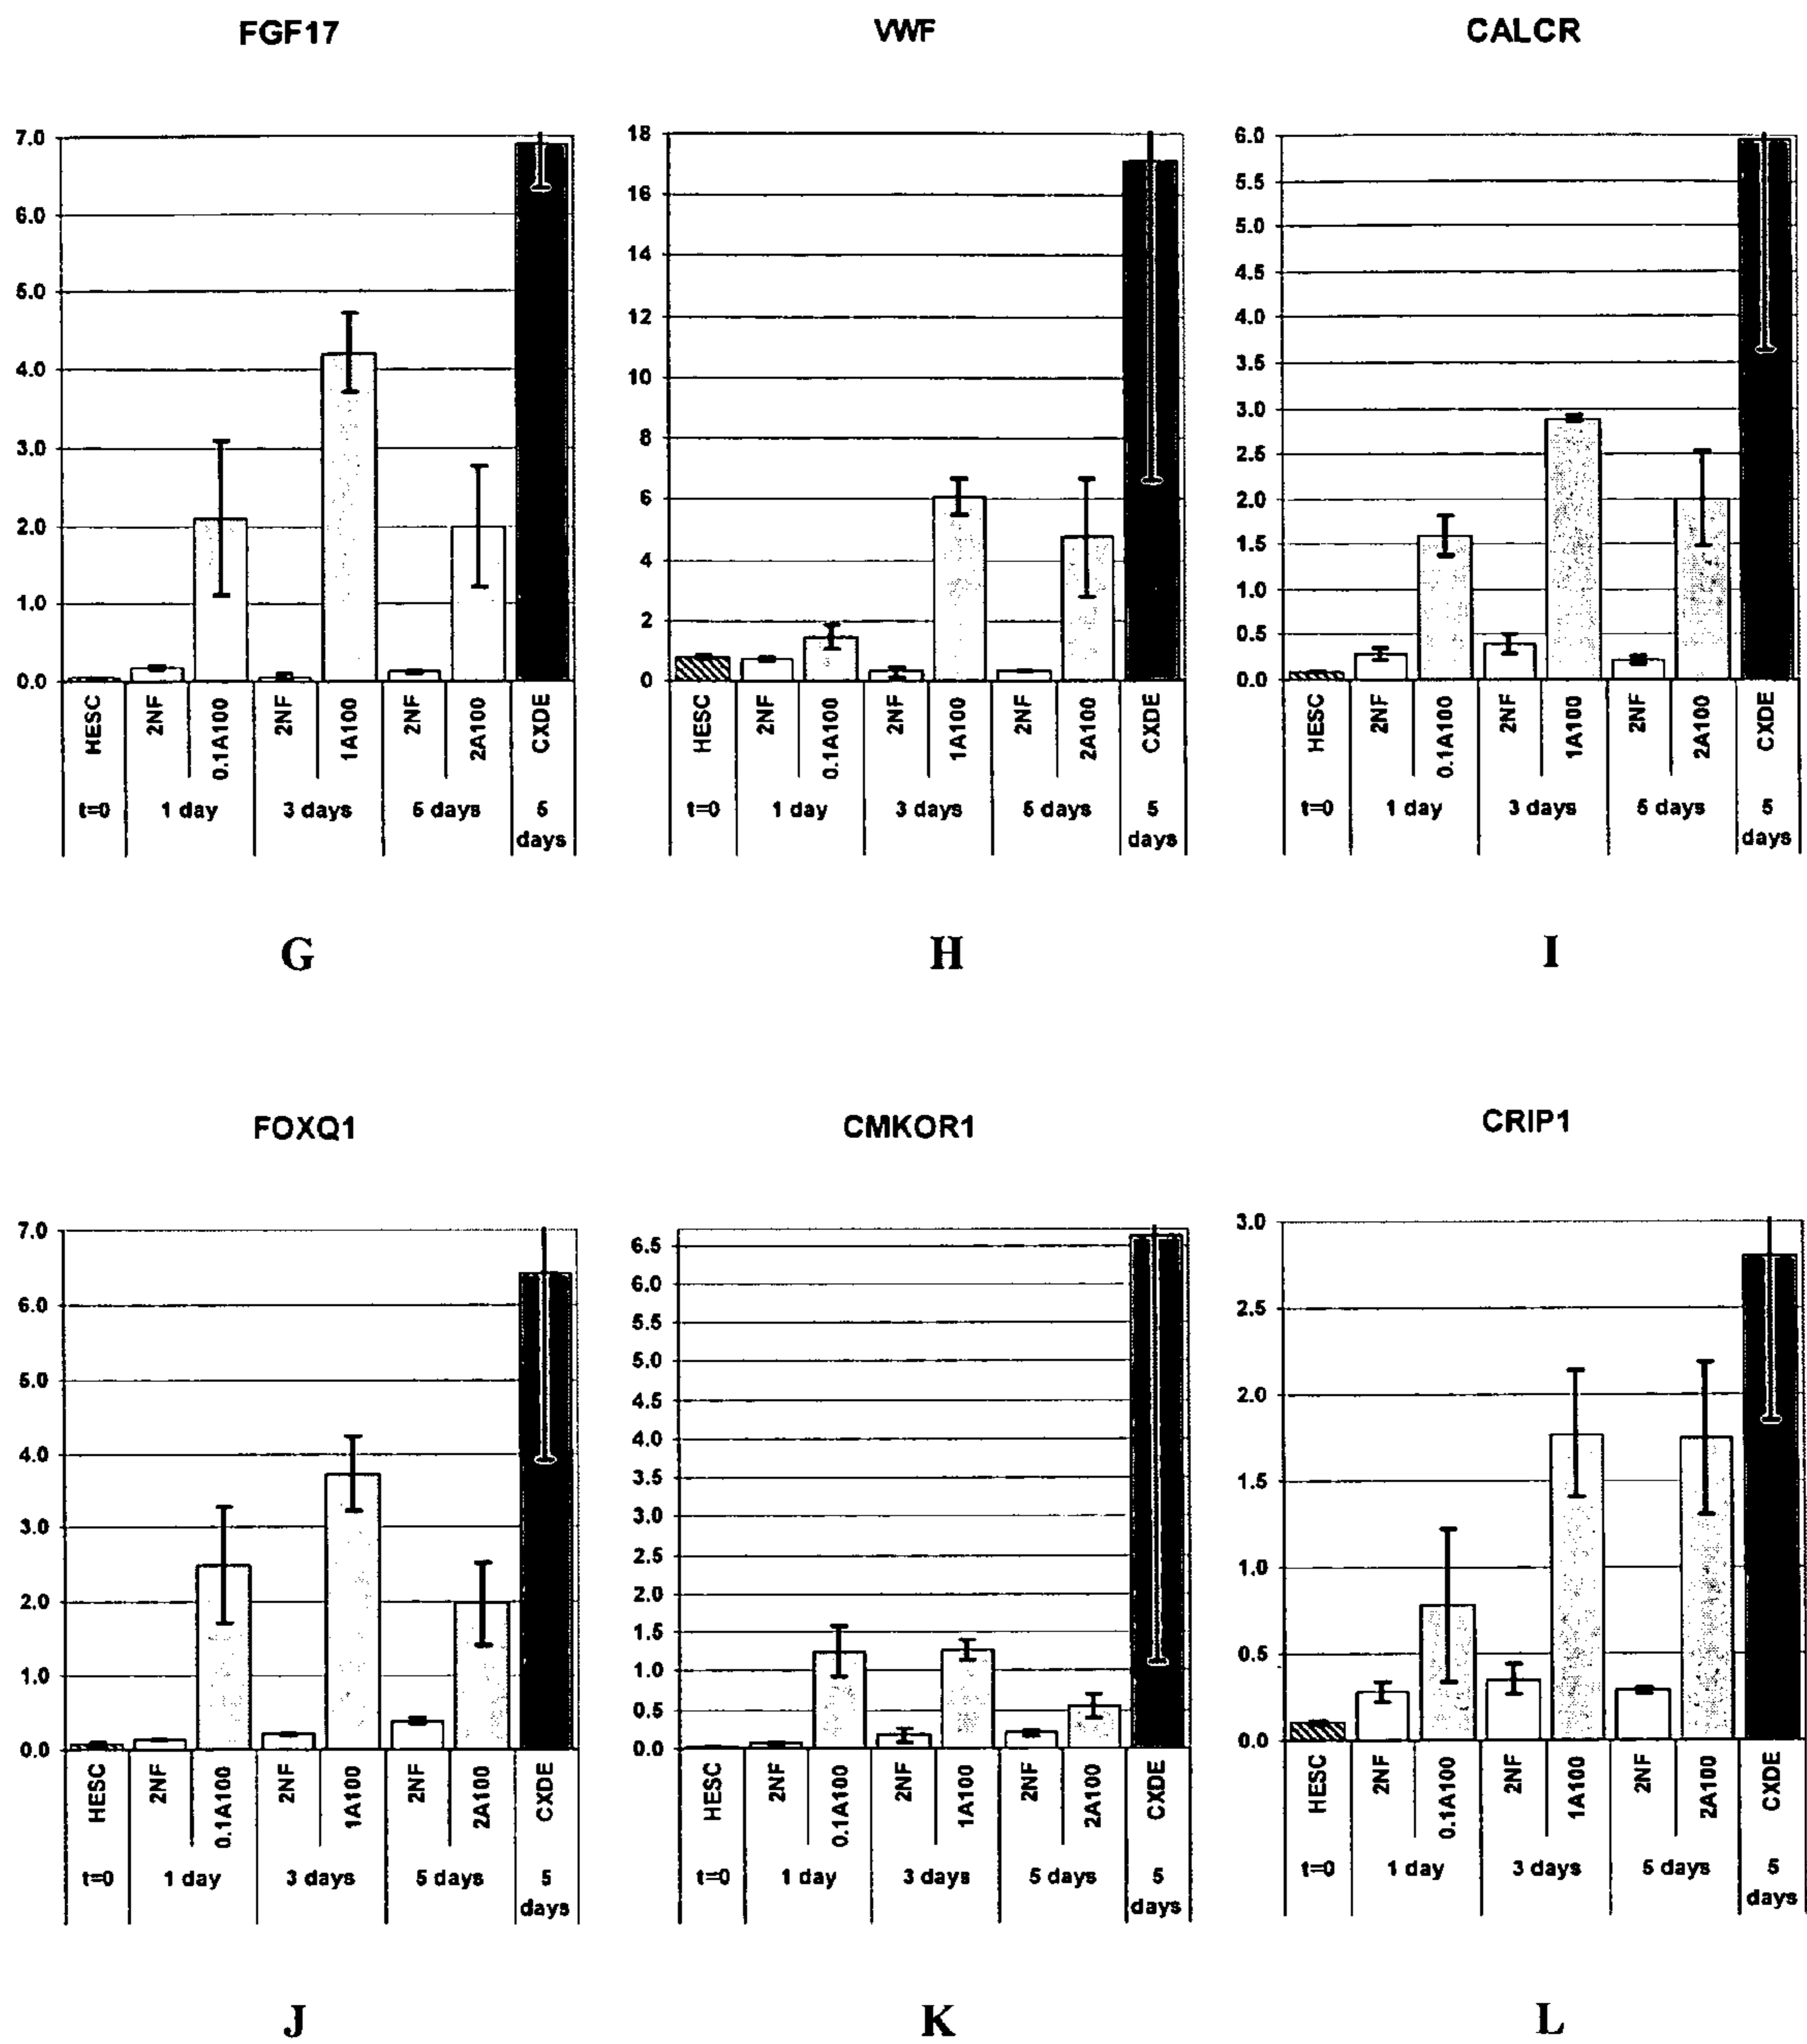 FGF17
VWF
CALCR
7.0
6.0
5.0
4.0
3.0
2.0
1.0
0.0
HESC
2NF
0.1A100
2NF
1A100
2NF
2A100
CXDE
t=0
1 day
3 days
5 days
5
days
18
16
14
12
10
8
6
4
2
0
HESC
2NF
0.1A100
2NF
1A100
2NF
2A100
CXDE
t=0
1 day
3 days
5 days
5
days
6.0
5.5
5.0
4.5
4.0
3.5
3.0
2.5
2.0
1.5
1.0
0.5
0.0
HESC
2NF
0.1A100
2NF
1A100
2NF
2A100
CXDE
t=0
1 day
3 days
5 days
5
days
G
H
I
FOXQ1
CMKOR1
CRIP1
7.0
6.0
5.0
4.0
3.0
2.0
1.0
0.0
HESC
2NF
0.1A100
2NF
1A100
2NF
2A100
CXDE
t=0
1 day
3 days
5 days
5
days
6.5
6.0
5.5
5.0
4.5
4.0
3.5
3.0
2.5
2.0
1.5
1.0
0.5
0.0
HESC
2NF
0.1A100
2NF
1A100
2NF
2A100
CXDE
t=0
1 day
3 days
5 days
5
days
3.0
2.5
2.0
1.5
1.0
0.5
0.0
HESC
2NF
0.1A100
2NF
1A100
2NF
2A100
CXDE
t=0
1 day
3 days
5 days
5
days
J
K
L